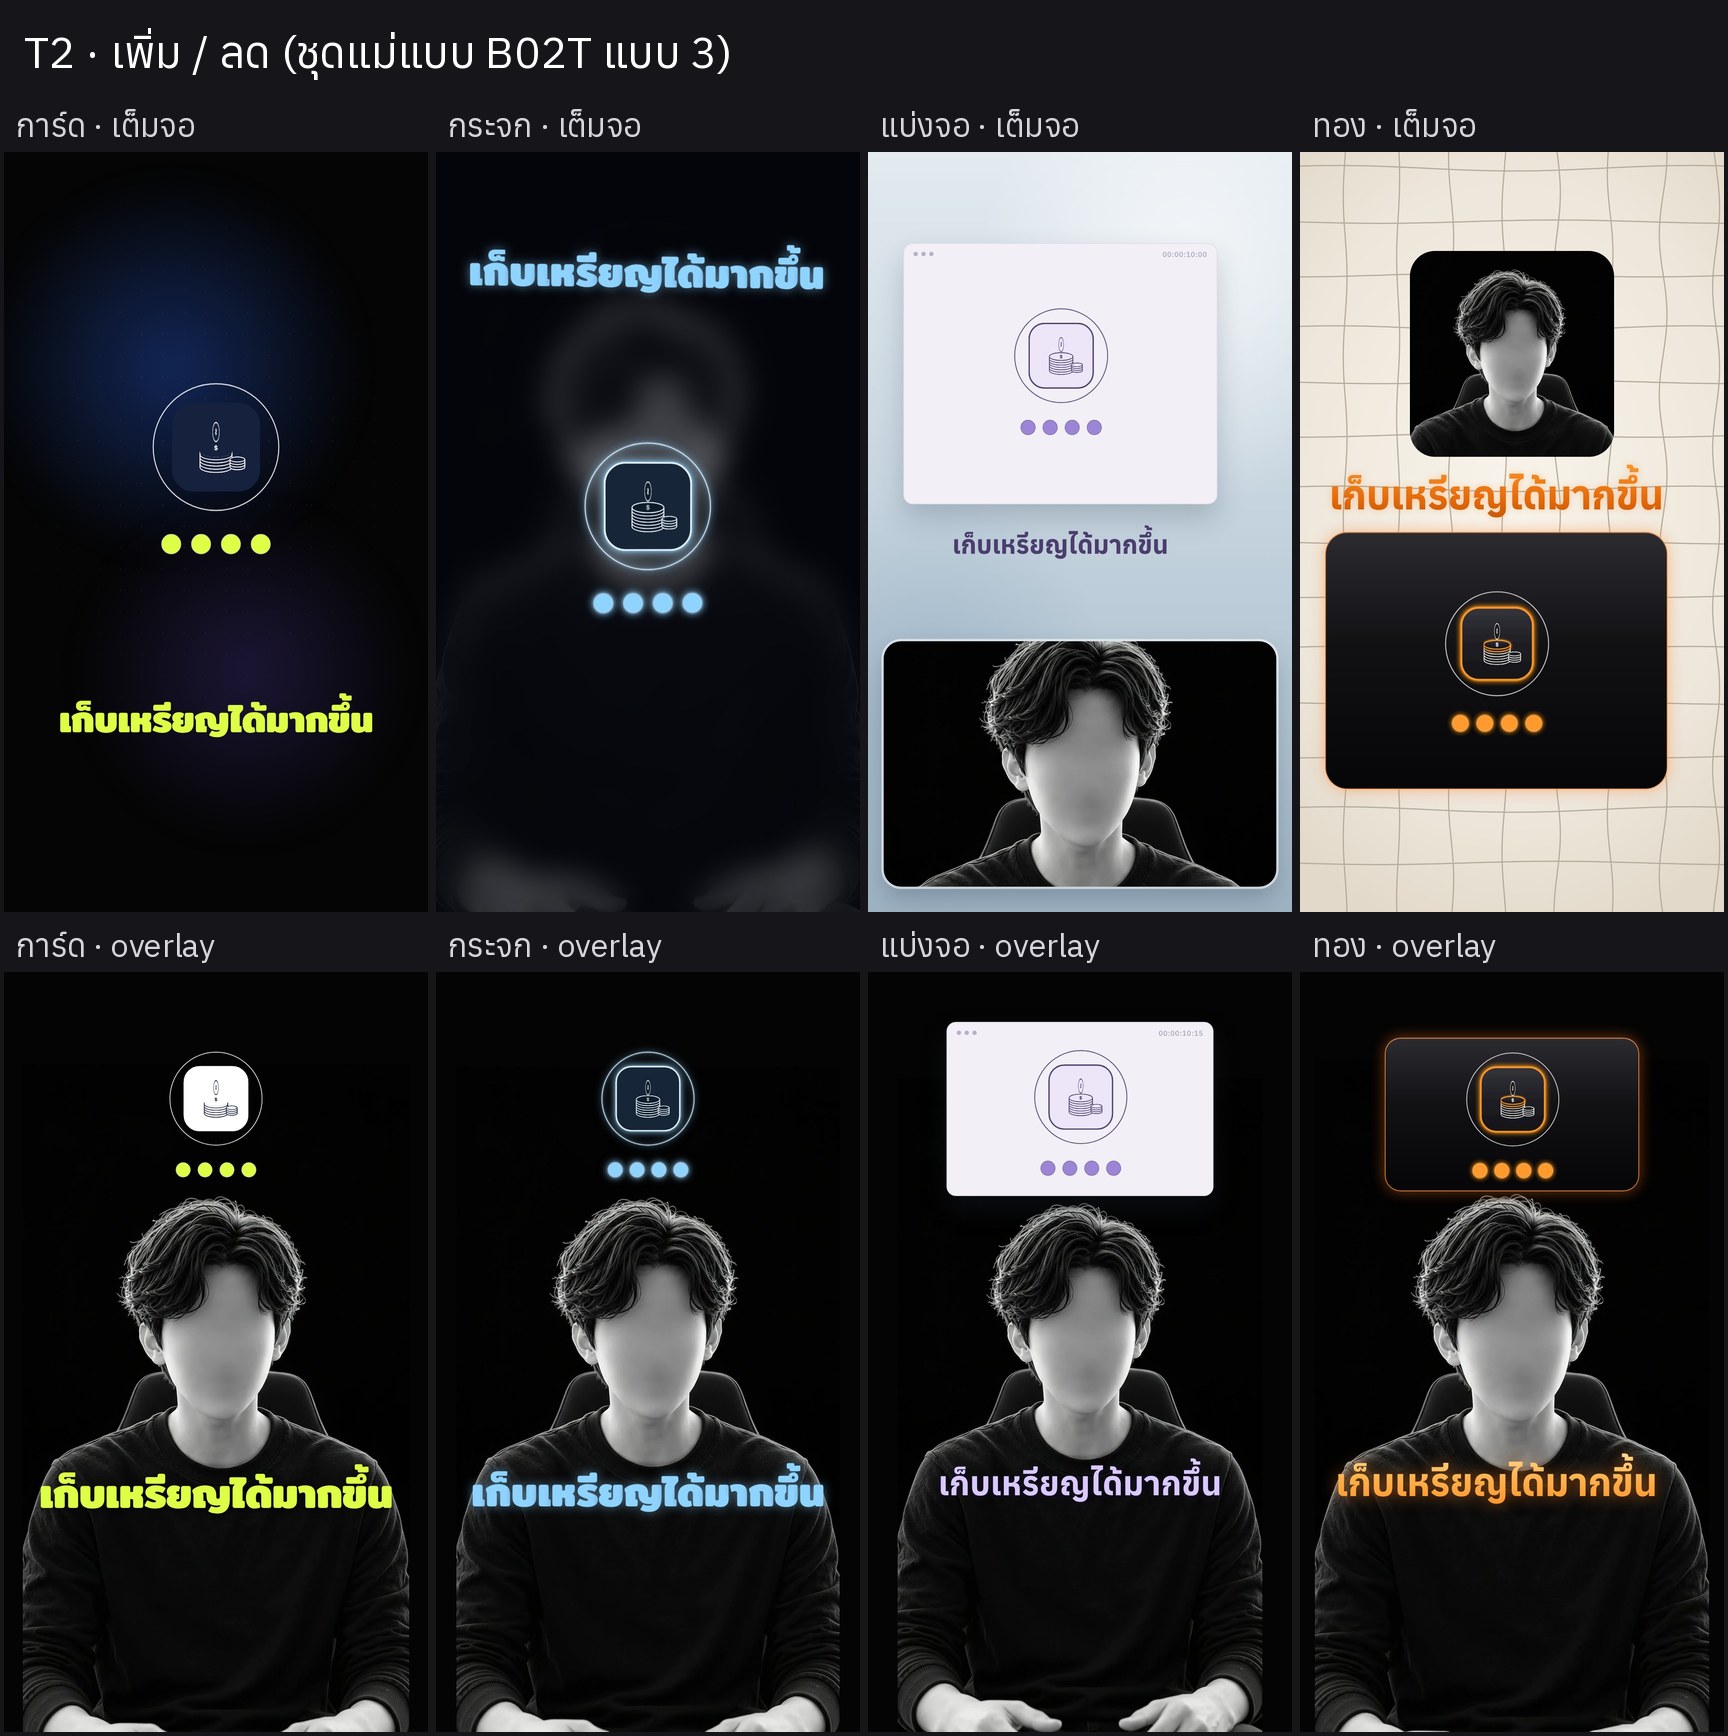 T2 · เพิ่ม / ลด (ชุดแม่แบบ B02T แบบ 3)
การ์ด · เต็มจอ
กระจก · เต็มจอ
แบ่งจอ · เต็มจอ
ทอง · เต็มจอ
เก็บเหรียญได้มากขึ้น
เก็บเหรียญได้มากขึ้น
00:00:10:00
เก็บเหรียญได้มากขึ้น
เก็บเหรียญได้มากขึ้น
การ์ด · overlay
กระจก · overlay
แบ่งจอ · overlay
ทอง · overlay
เก็บเหรียญได้มากขึ้น
เก็บเหรียญได้มากขึ้น
00:00:10:15
เก็บเหรียญได้มากขึ้น
เก็บเหรียญได้มากขึ้น